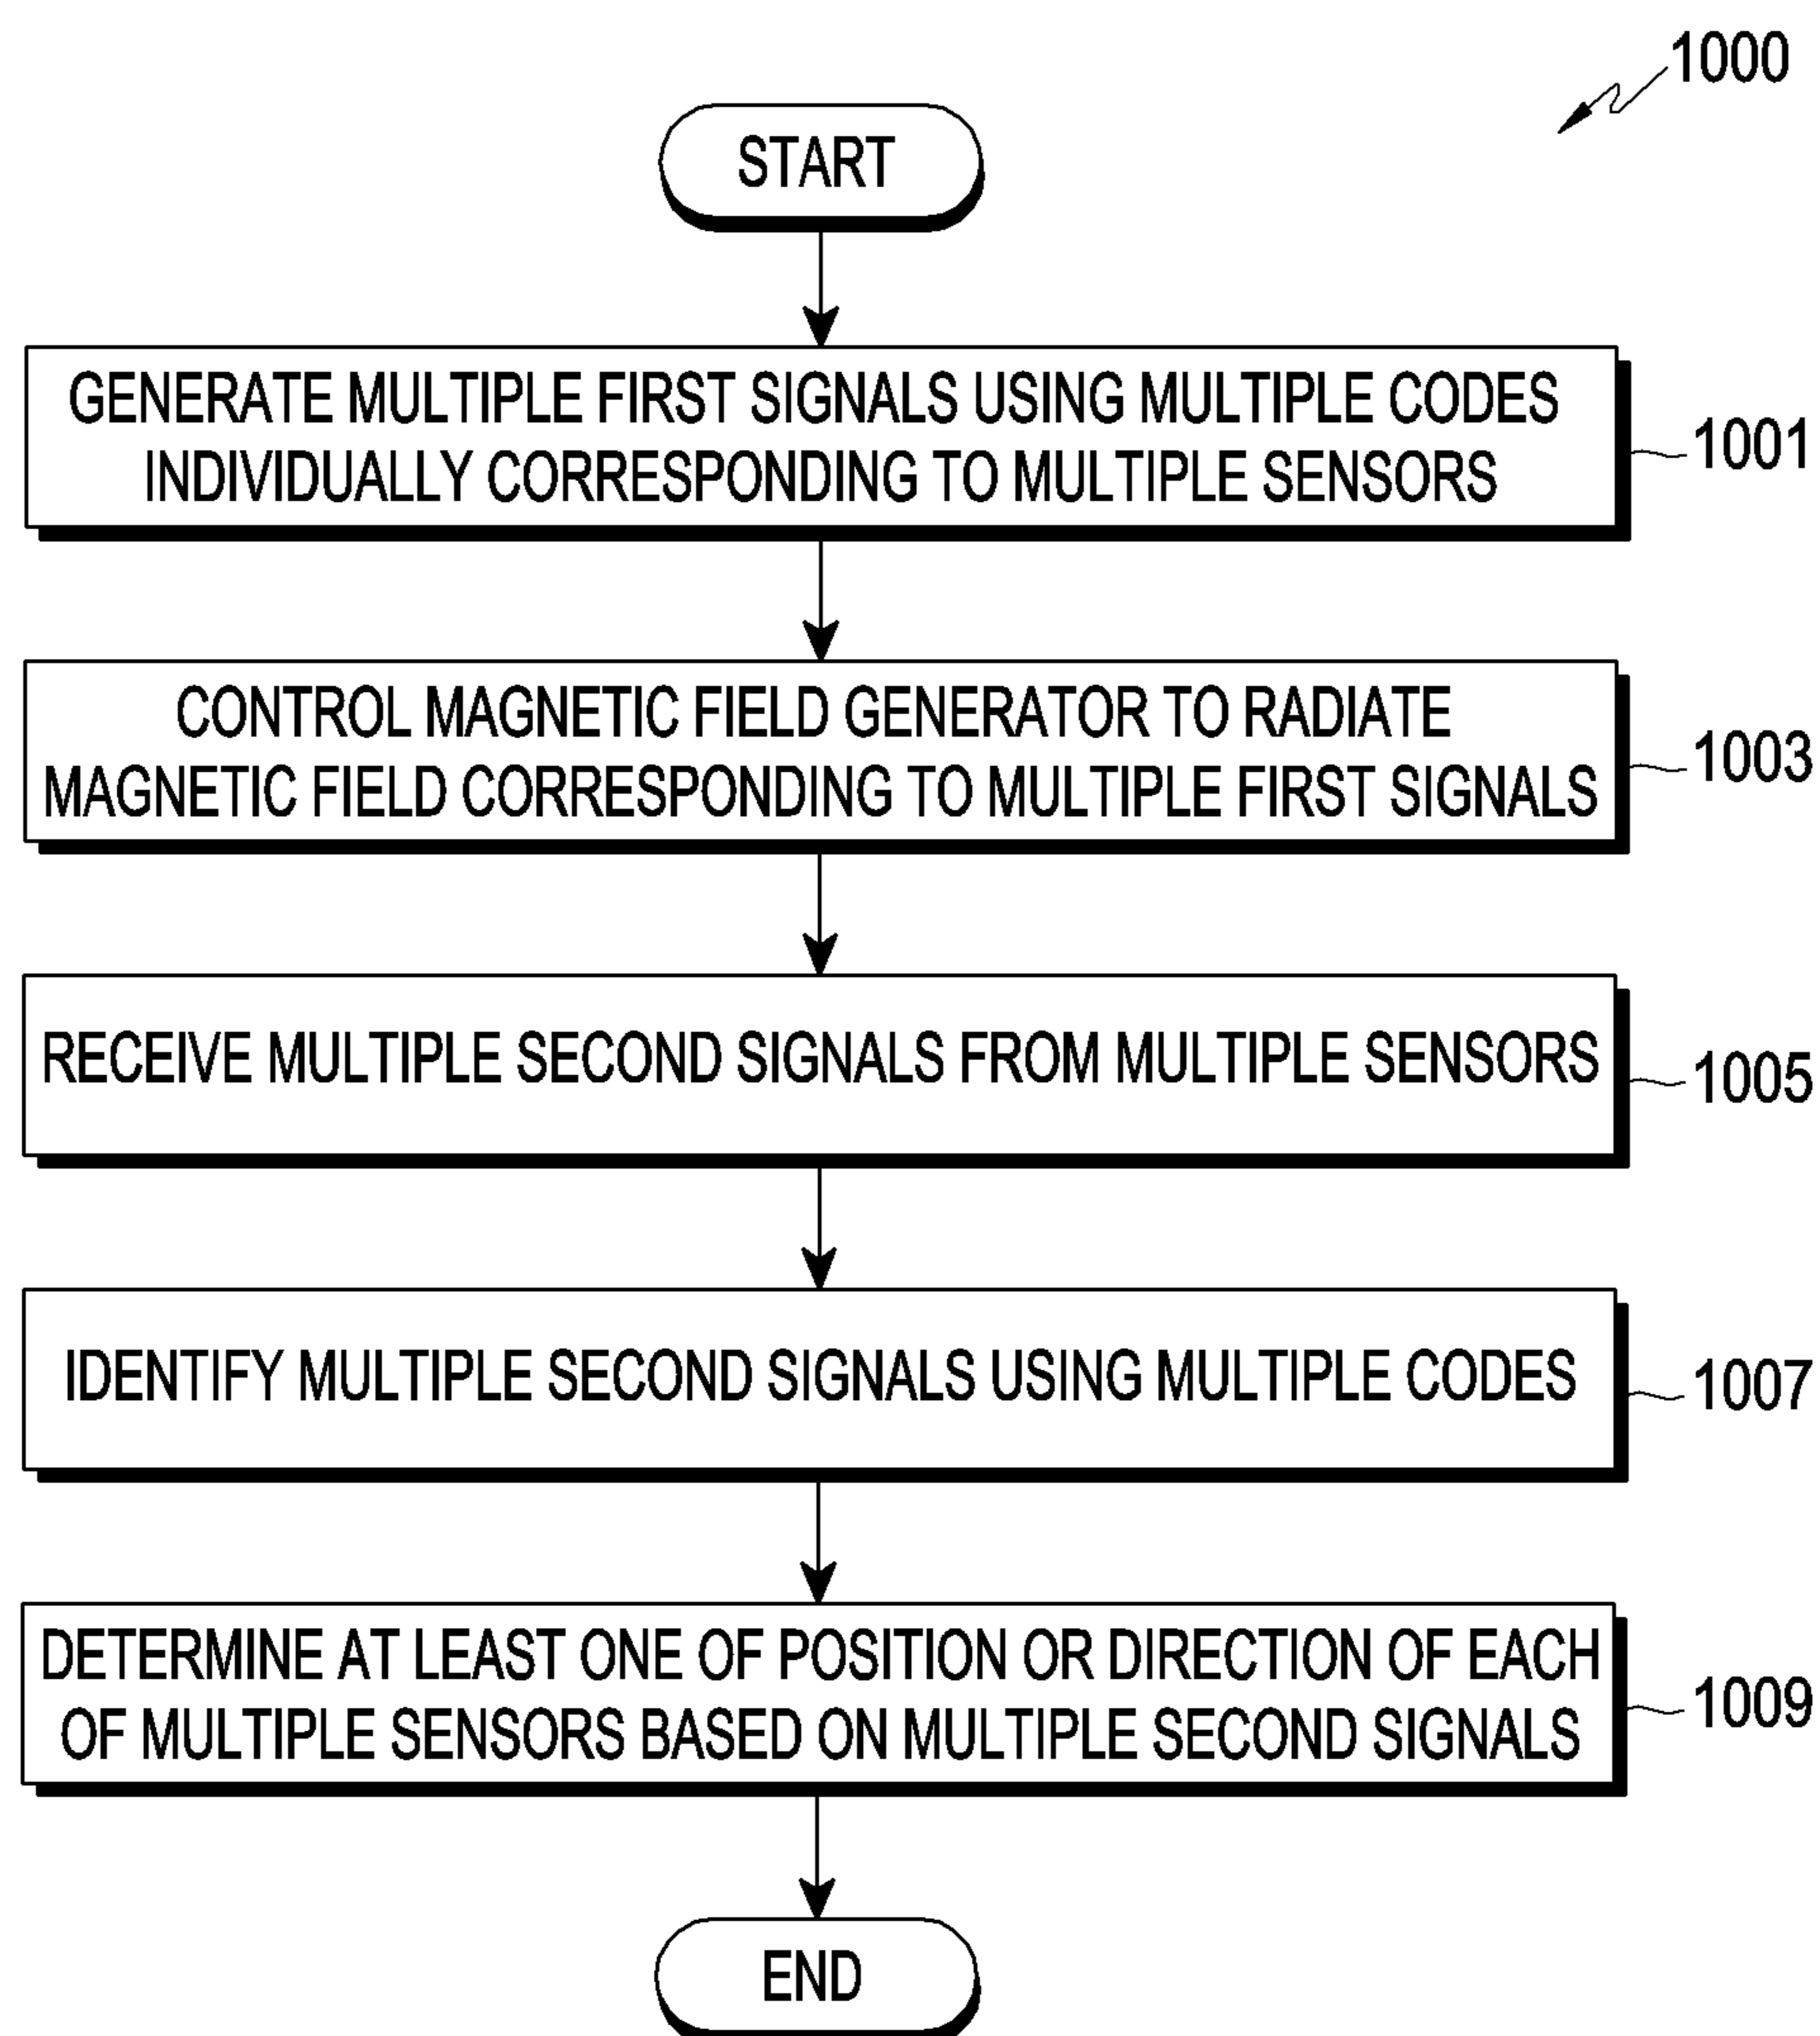 1000
START
GENERATE MULTIPLE FIRST SIGNALS USING MULTIPLE CODES
INDIVIDUALLY CORRESPONDING TO MULTIPLE SENSORS
1001
CONTROL MAGNETIC FIELD GENERATOR TO RADIATE
MAGNETIC FIELD CORRESPONDING TO MULTIPLE FIRST SIGNALS
1003
RECEIVE MULTIPLE SECOND SIGNALS FROM MULTIPLE SENSORS
1005
IDENTIFY MULTIPLE SECOND SIGNALS USING MULTIPLE CODES
1007
DETERMINE AT LEAST ONE OF POSITION OR DIRECTION OF EACH
OF MULTIPLE SENSORS BASED ON MULTIPLE SECOND SIGNALS
1009
END